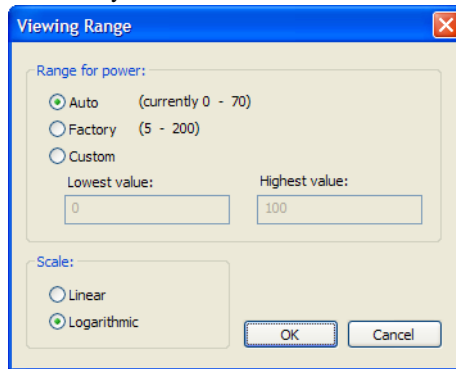 Viewing Range
Range for power:
Auto (currently 0 - 70)
Factory (5 - 200)
Custom
Lowest value: Highest value:
0 100
Scale:
Linear
Logarithmic
OK Cancel